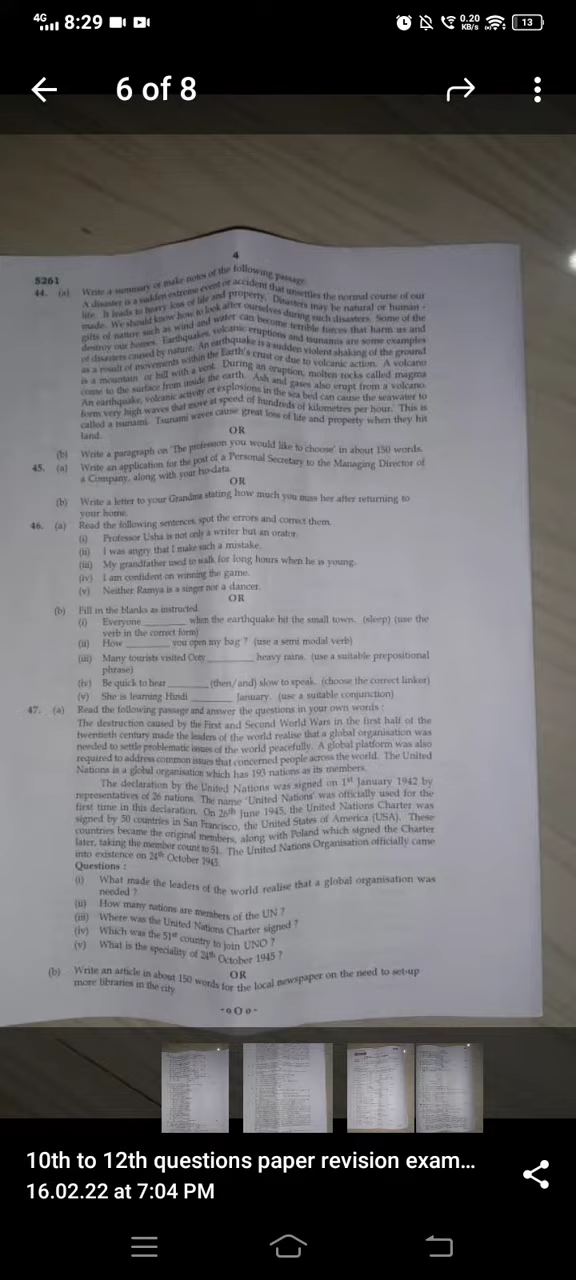 4G 8:29 0.20 KB/s 13
6 of 8
4
S261
44. (a) Write a summary or make notes of the following passage.
A disaster is a sudden extreme event or accident that unsettles the normal course of our
life. It leads to heavy loss of life and property. Disasters may be natural or human -
made. We should know how to look after ourselves during such disasters. Some of the
gifts of nature such as wind and water can become terrible forces that harm us and
destroy our homes. Earthquakes, volcanic eruptions and tsunamis are some examples
of disasters caused by nature. An earthquake is a sudden violent shaking of the ground
as a result of movements within the Earth's crust or due to volcanic action. A volcano
is a mountain or hill with a vent. During an eruption, molten rocks called magma
come to the surface from inside the earth. Ash and gases also erupt from a volcano.
An earthquake, volcanic activity or explosions in the sea bed can cause the seawater to
form very high waves that move at speed of hundreds of kilometres per hour. This is
called a tsunami. Tsunami waves cause great loss of life and property when they hit
land.
OR
(b) Write a paragraph on 'The profession you would like to choose' in about 150 words.
45. (a) Write an application for the post of a Personal Secretary to the Managing Director of
a Company, along with your bio-data.
OR
(b) Write a letter to your Grandma stating how much you miss her after returning to
your home.
46. (a) Read the following sentences, spot the errors and correct them.
(i) Professor Usha is not only a writer but an orator.
(ii) I was angry that I make such a mistake.
(iii) My grandfather used to walk for long hours when he is young.
(iv) I am confident on winning the game.
(v) Neither Ramya is a singer nor a dancer.
OR
(b) Fill in the blanks as instructed.
(i) Everyone ________ when the earthquake hit the small town. (sleep) (use the
verb in the correct form)
(ii) How ________ you open my bag ? (use a semi modal verb)
(iii) Many tourists visited Ooty ________ heavy rains. (use a suitable prepositional
phrase)
(iv) Be quick to hear ________ (then/and) slow to speak. (choose the correct linker)
(v) She is learning Hindi ________ January. (use a suitable conjunction)
47. (a) Read the following passage and answer the questions in your own words :
The destruction caused by the First and Second World Wars in the first half of the
twentieth century made the leaders of the world realise that a global organisation was
needed to settle problematic issues of the world peacefully. A global platform was also
required to address common issues that concerned people across the world. The United
Nations is a global organisation which has 193 nations as its members.
The declaration by the United Nations was signed on 1st January 1942 by
representatives of 26 nations. The name 'United Nations' was officially used for the
first time in this declaration. On 26th June 1945, the United Nations Charter was
signed by 50 countries in San Francisco, the United States of America (USA). These
countries became the original members, along with Poland which signed the Charter
later, taking the member count to 51. The United Nations Organisation officially came
into existence on 24th October 1945.
Questions :
(i) What made the leaders of the world realise that a global organisation was
needed ?
(ii) How many nations are members of the UN ?
(iii) Where was the United Nations Charter signed ?
(iv) Which was the 51st country to join UNO ?
(v) What is the speciality of 24th October 1945 ?
OR
(b) Write an article in about 150 words for the local newspaper on the need to set-up
more libraries in the city.
- o O o -
10th to 12th questions paper revision exam...
16.02.22 at 7:04 PM